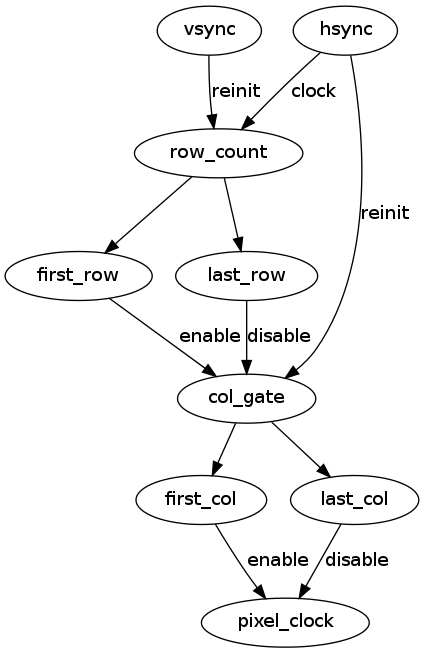 vsync
hsync
reinit
clock
row_count
reinit
first_row
last_row
enable
disable
col_gate
first_col
last_col
enable
disable
pixel_clock